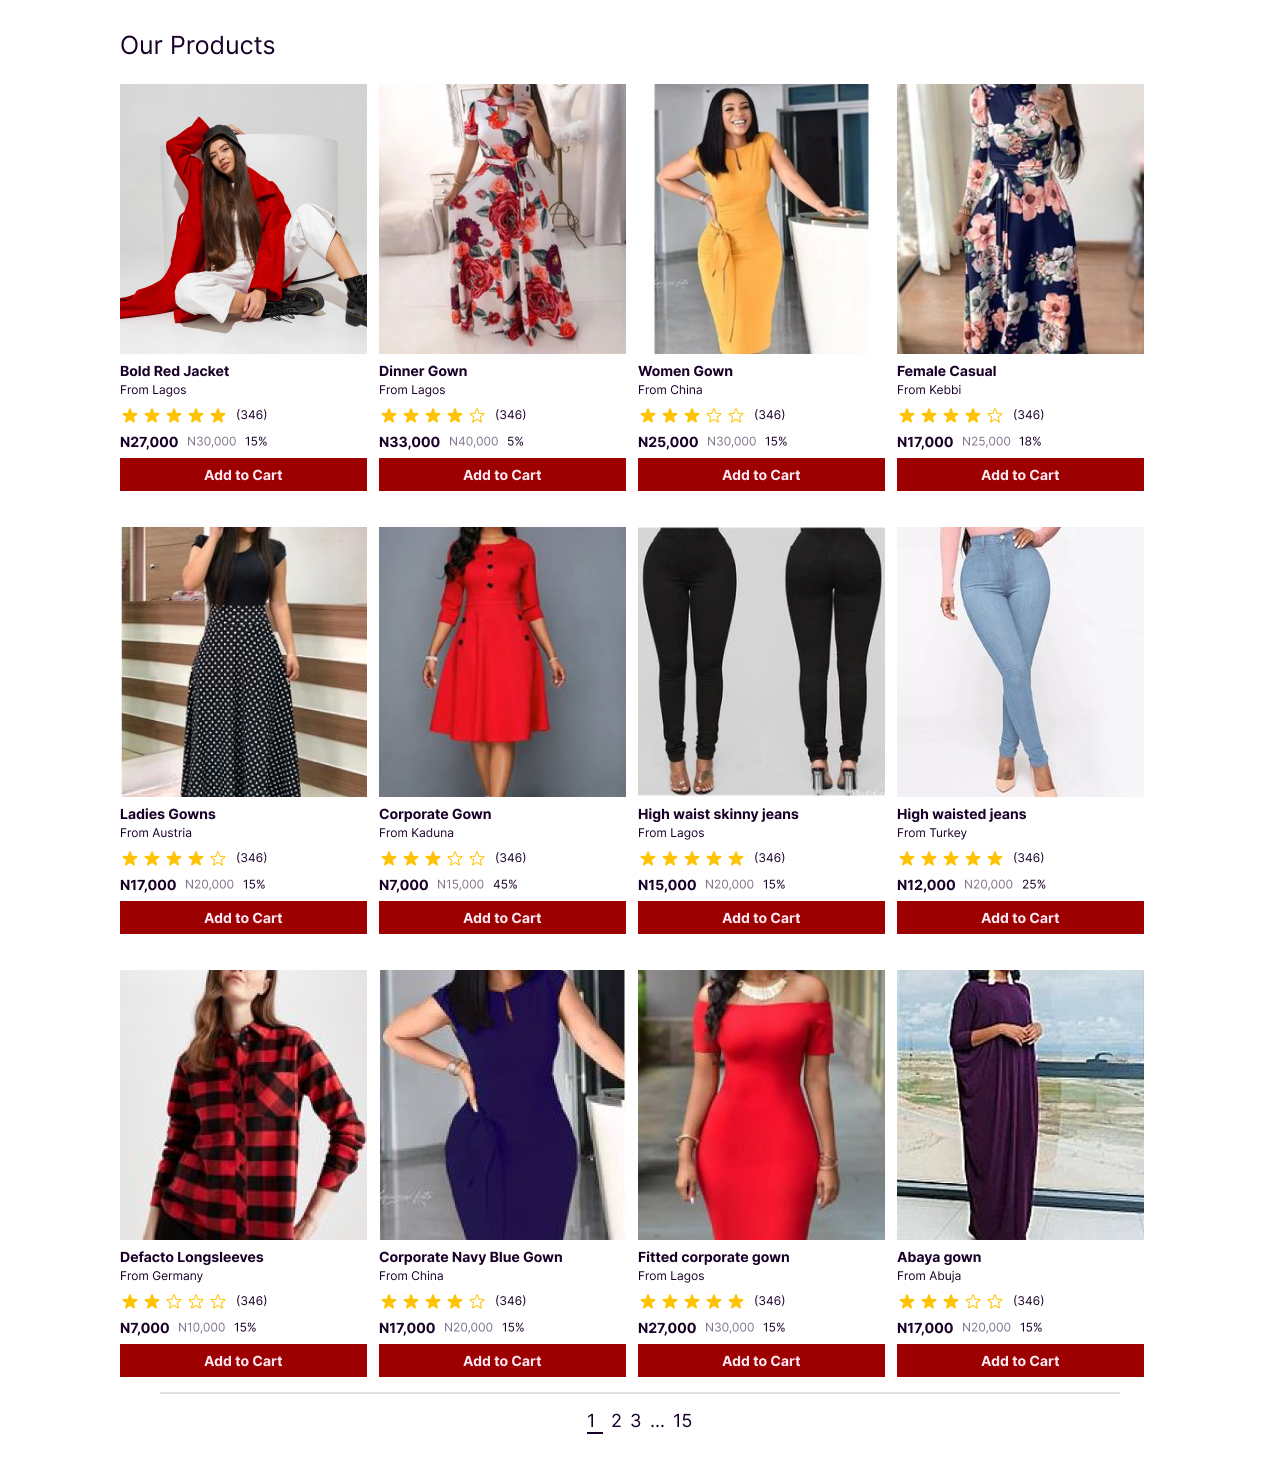 Our Products
Bold Red Jacket
From Lagos
(346)
N27,000 N30,000 15%
Add to Cart
Dinner Gown
From Lagos
(346)
N33,000 N40,000 5%
Add to Cart
Women Gown
From China
(346)
N25,000 N30,000 15%
Add to Cart
Female Casual
From Kebbi
(346)
N17,000 N25,000 18%
Add to Cart
Ladies Gowns
From Austria
(346)
N17,000 N20,000 15%
Add to Cart
Corporate Gown
From Kaduna
(346)
N7,000 N15,000 45%
Add to Cart
High waist skinny jeans
From Lagos
(346)
N15,000 N20,000 15%
Add to Cart
High waisted jeans
From Turkey
(346)
N12,000 N20,000 25%
Add to Cart
Defacto Longsleeves
From Germany
(346)
N7,000 N10,000 15%
Add to Cart
Corporate Navy Blue Gown
From China
(346)
N17,000 N20,000 15%
Add to Cart
Fitted corporate gown
From Lagos
(346)
N27,000 N30,000 15%
Add to Cart
Abaya gown
From Abuja
(346)
N17,000 N20,000 15%
Add to Cart
1 2 3 ... 15